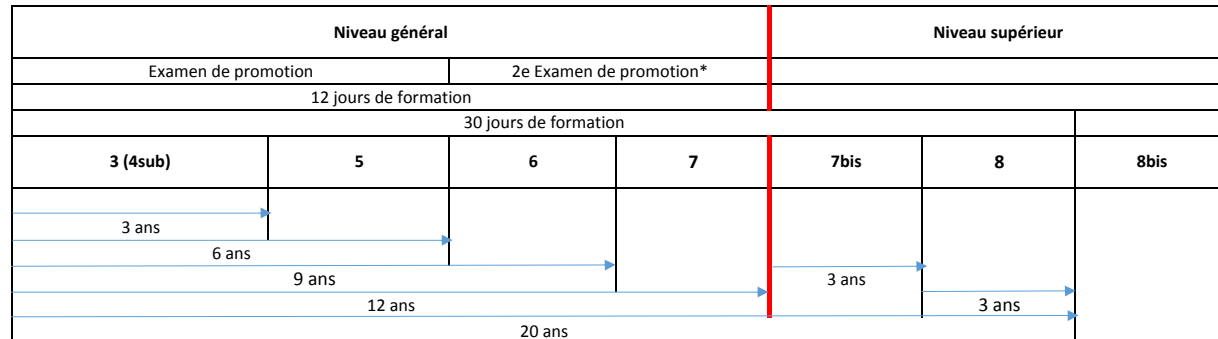 Niveau général Niveau supérieur
Examen de promotion 2e Examen de promotion*
12 jours de formation
30 jours de formation
3 (4sub) 5 6 7 7bis 8 8bis
3 ans
6 ans
9 ans 3 ans
12 ans 3 ans
20 ans